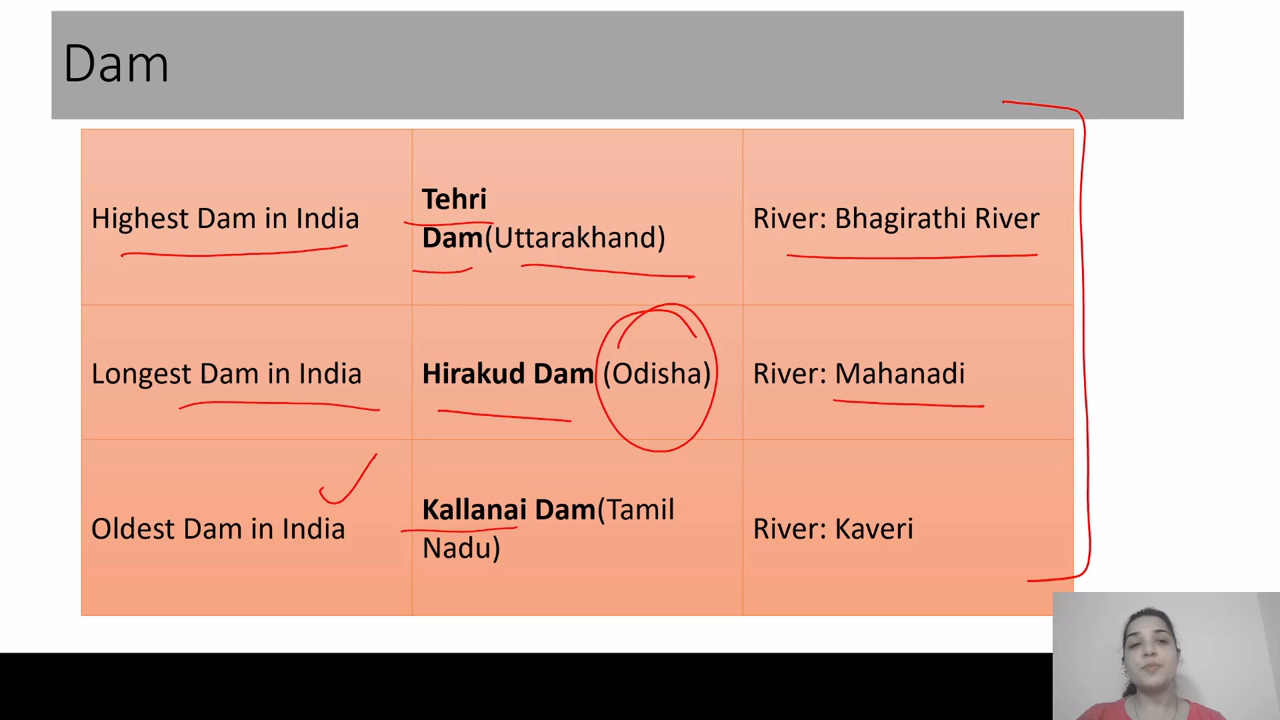 Dam
Highest Dam in India
Tehri
Dam(Uttarakhand)
River: Bhagirathi River
Longest Dam in India
Hirakud Dam (Odisha)
River: Mahanadi
Oldest Dam in India
Kallanai Dam(Tamil
Nadu)
River: Kaveri